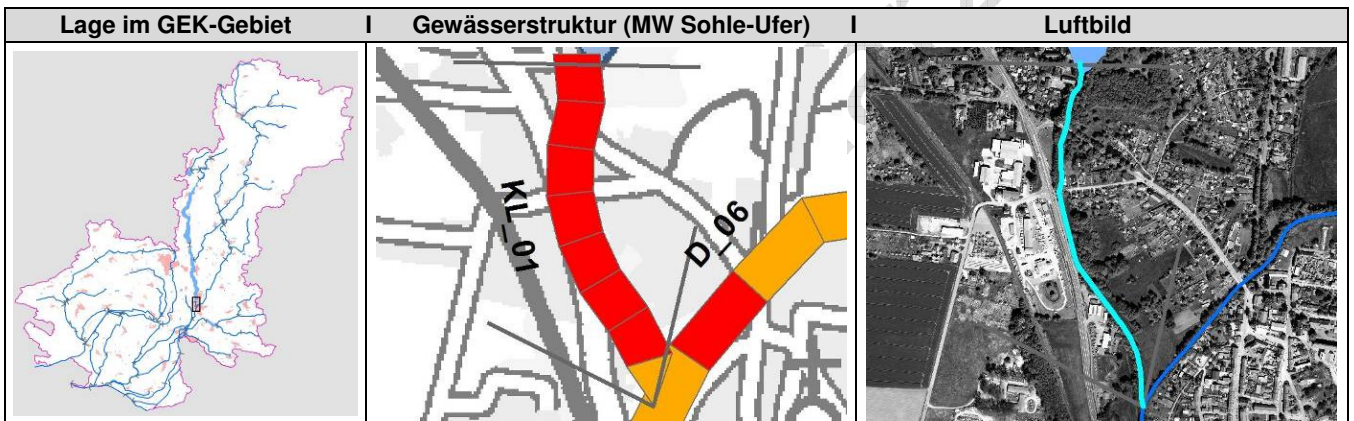 Lage im GEK-Gebiet I Gewässerstruktur (MW Sohle-Ufer) I Luftbild
KL_01
D_06